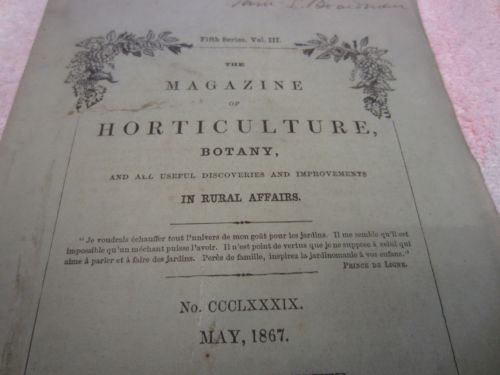 Sam L Boardman
Fifth Series. Vol. III.
THE
MAGAZINE
OF
HORTICULTURE,
BOTANY,
AND ALL USEFUL DISCOVERIES AND IMPROVEMENTS
IN RURAL AFFAIRS.
"Je voudrais échauffer tout l'univers de mon goût pour les jardins. Il me semble qu'il est
impossible qu'un méchant puisse l'avoir. Il n'est point de vertus que je ne suppose à celui qui
aime à parler et à faire des jardins. Perès de famille, inspirez la jardinomanie à vos enfans."
PRINCE DE LIGNE.
No. CCCLXXXIX.
MAY, 1867.